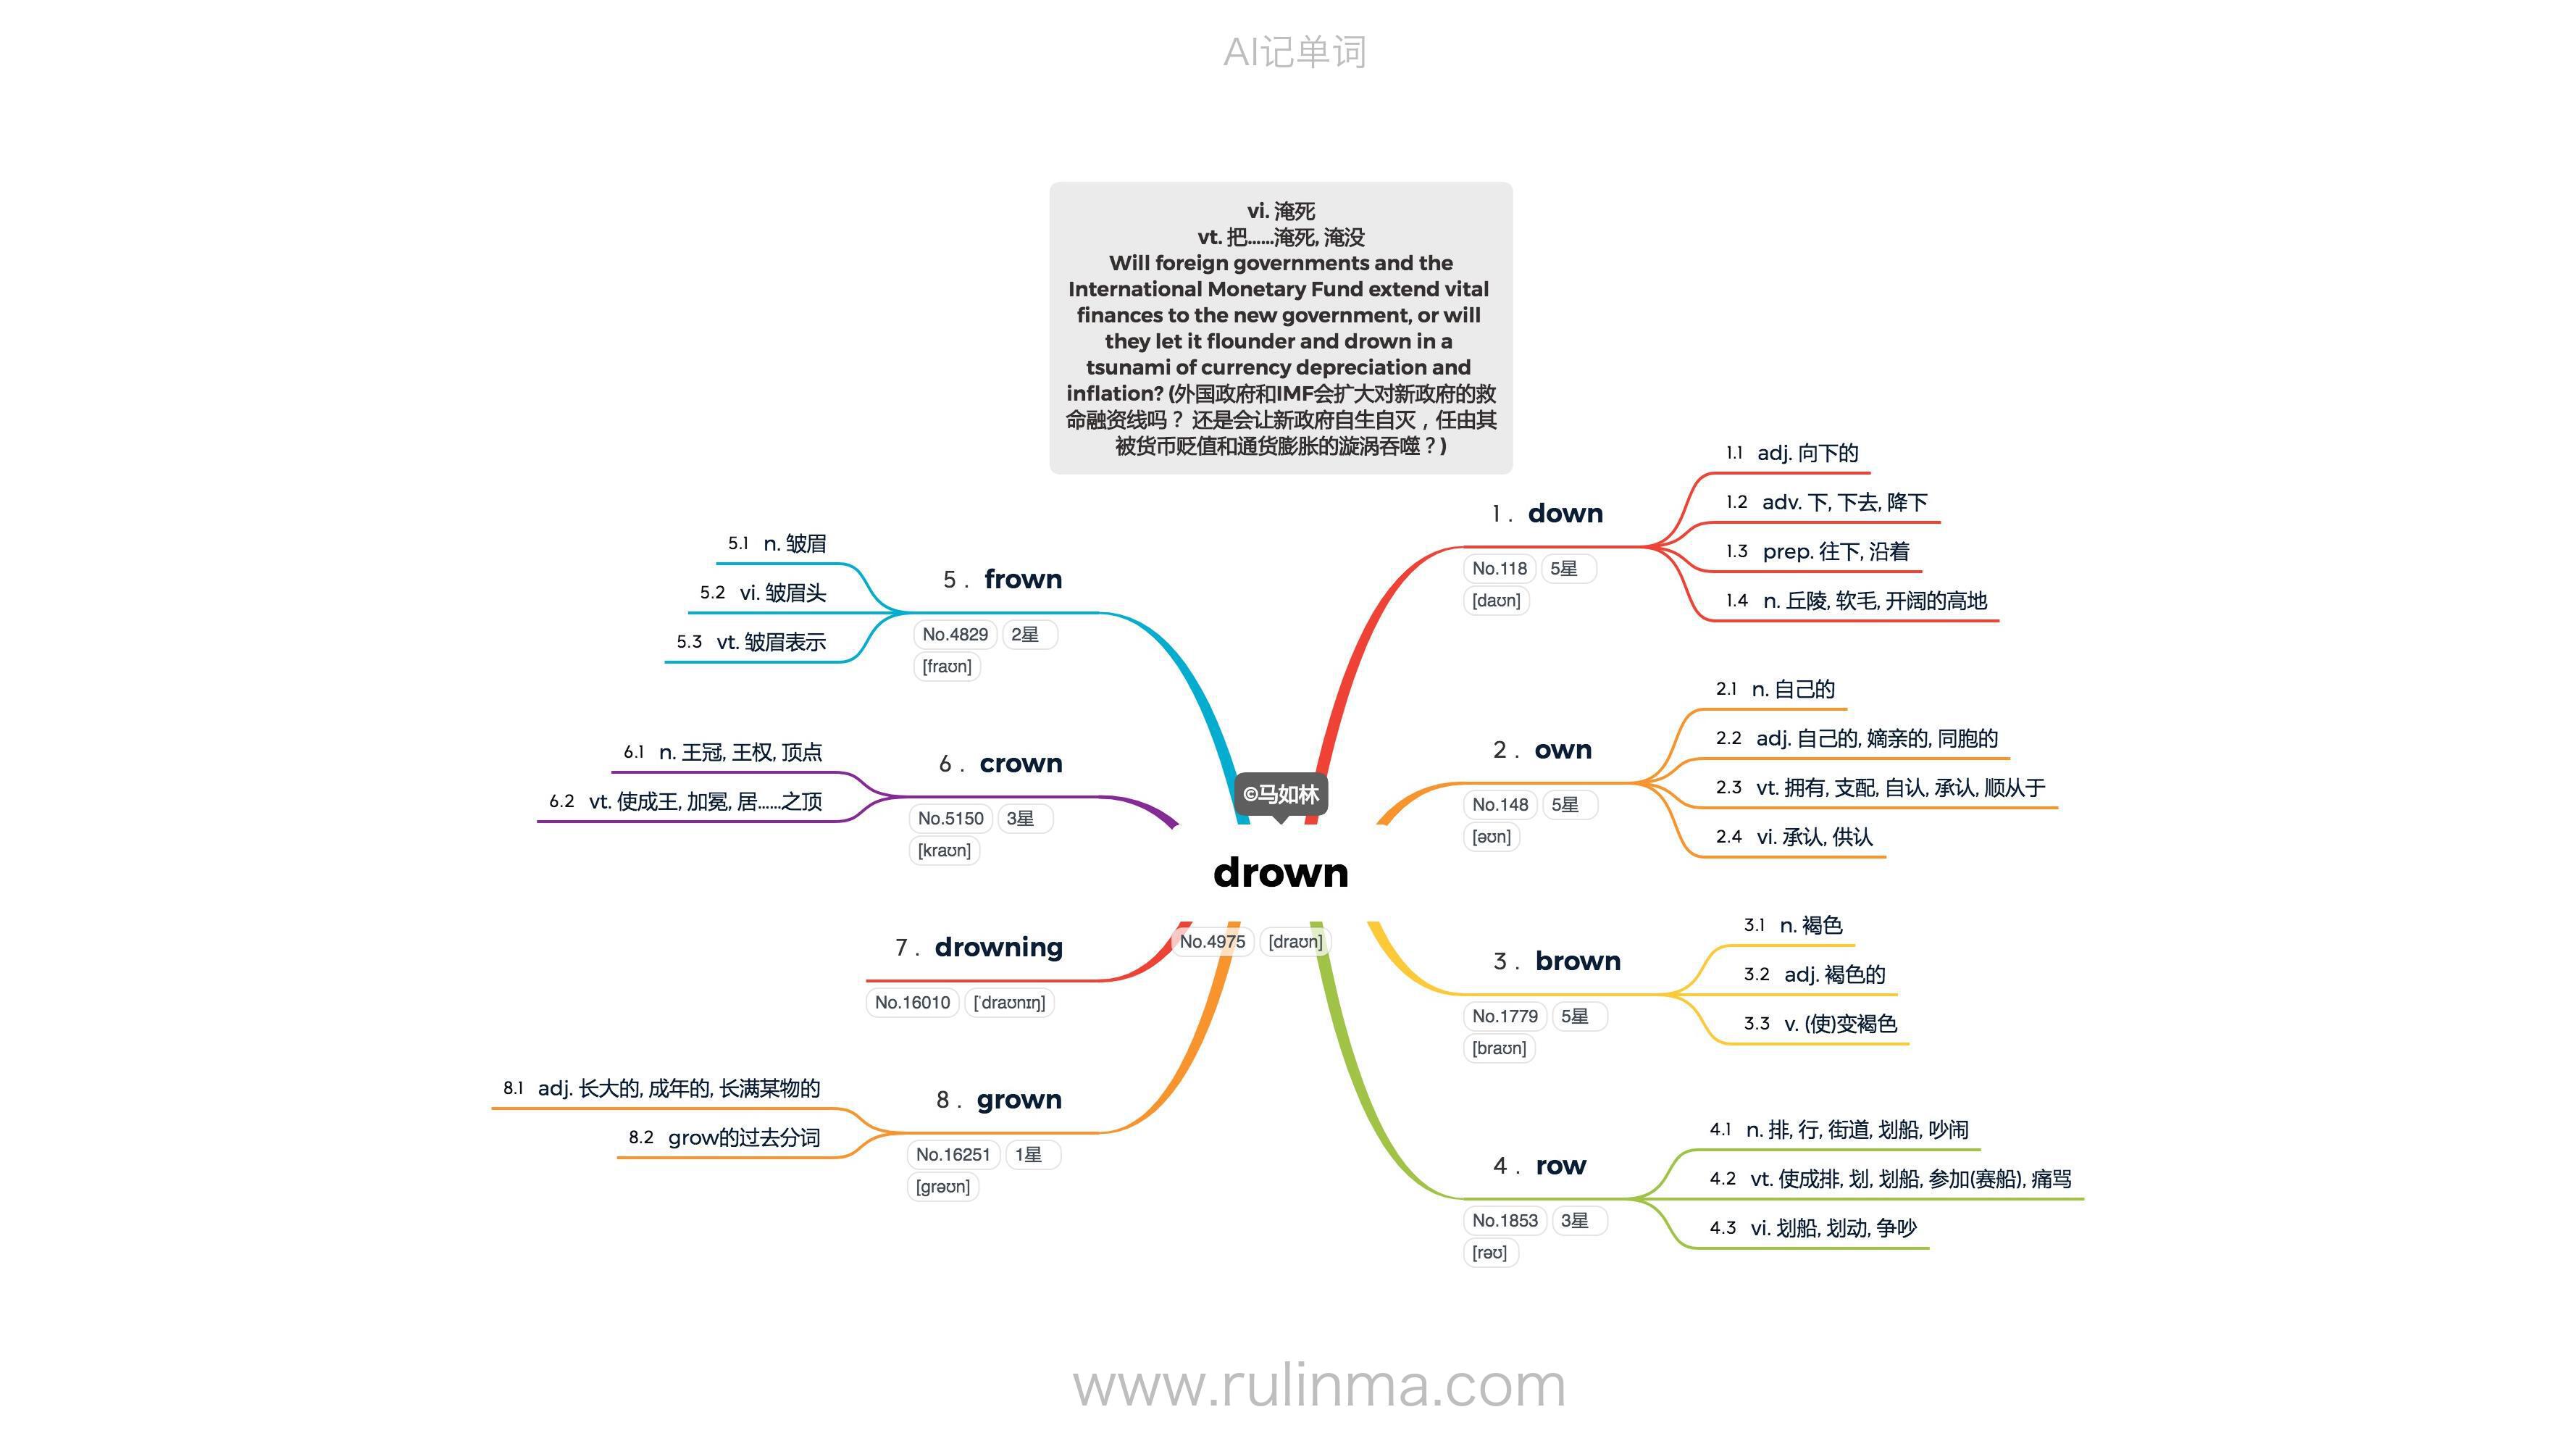 AI记单词
vi. 淹死
vt. 把......淹死, 淹没
Will foreign governments and the
International Monetary Fund extend vital
finances to the new government, or will
they let it flounder and drown in a
tsunami of currency depreciation and
inflation? (外国政府和IMF会扩大对新政府的救
命融资线吗？ 还是会让新政府自生自灭，任由其
被货币贬值和通货膨胀的漩涡吞噬？)
©马如林
drown
No.4975 [draʊn]
1. down
No.118 5星
[daʊn]
1.1 adj. 向下的
1.2 adv. 下, 下去, 降下
1.3 prep. 往下, 沿着
1.4 n. 丘陵, 软毛, 开阔的高地
2. own
No.148 5星
[əʊn]
2.1 n. 自己的
2.2 adj. 自己的, 嫡亲的, 同胞的
2.3 vt. 拥有, 支配, 自认, 承认, 顺从于
2.4 vi. 承认, 供认
3. brown
No.1779 5星
[braʊn]
3.1 n. 褐色
3.2 adj. 褐色的
3.3 v. (使)变褐色
4. row
No.1853 3星
[rəʊ]
4.1 n. 排, 行, 街道, 划船, 吵闹
4.2 vt. 使成排, 划, 划船, 参加(赛船), 痛骂
4.3 vi. 划船, 划动, 争吵
5. frown
No.4829 2星
[fraʊn]
5.1 n. 皱眉
5.2 vi. 皱眉头
5.3 vt. 皱眉表示
6. crown
No.5150 3星
[kraʊn]
6.1 n. 王冠, 王权, 顶点
6.2 vt. 使成王, 加冕, 居......之顶
7. drowning
No.16010 [ˈdraʊnɪŋ]
8. grown
No.16251 1星
[grəʊn]
8.1 adj. 长大的, 成年的, 长满某物的
8.2 grow的过去分词
www.rulinma.com